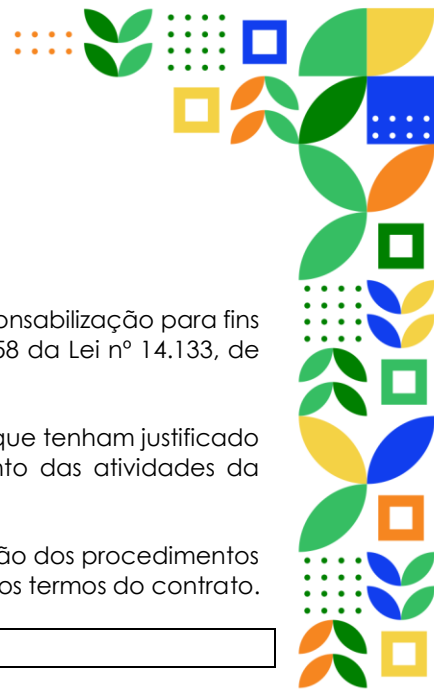 onsabilização para fins
58 da Lei nº 14.133, de
que tenham justificado
nto das atividades da
ão dos procedimentos
os termos do contrato.